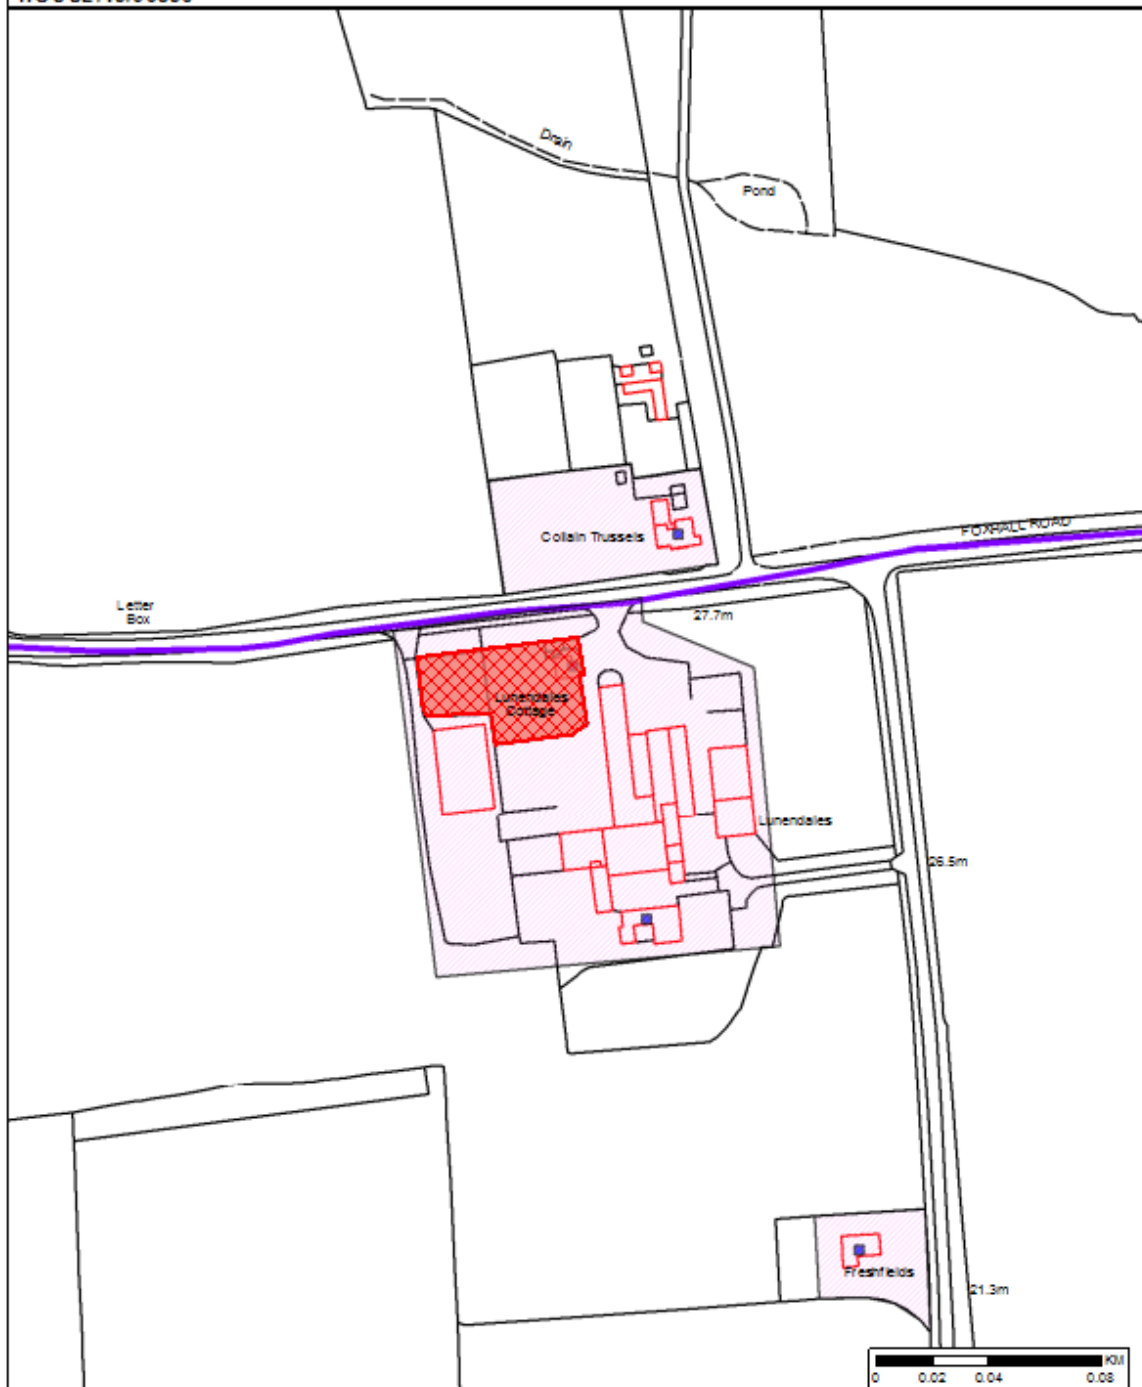 Drain
Pond
Collain Trussels
FOXHALL ROAD
Letter
Box
27.7m
Lunendales
Cottage
Lunendales
26.5m
Freshfields
21.3m
KM
0 0.02 0.04 0.08